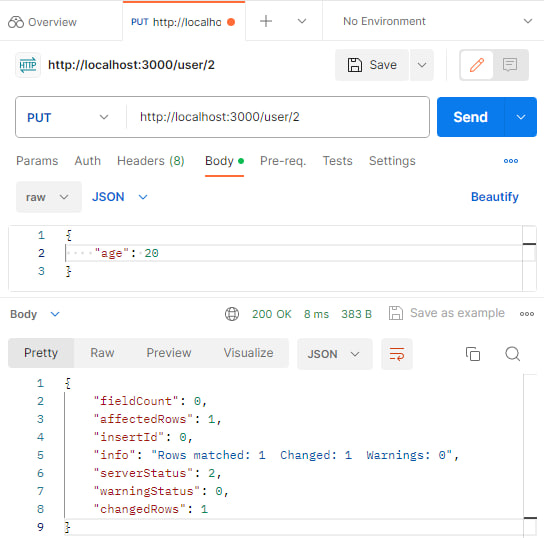 Overview PUT http://localho No Environment
HTTP http://localhost:3000/user/2 Save
PUT http://localhost:3000/user/2 Send
Params Auth Headers (8) Body Pre-req. Tests Settings
raw JSON Beautify
1 {
2 "age": 20
3 }
Body 200 OK 8 ms 383 B Save as example
Pretty Raw Preview Visualize JSON
1 {
2 "fieldCount": 0,
3 "affectedRows": 1,
4 "insertId": 0,
5 "info": "Rows matched: 1  Changed: 1  Warnings: 0",
6 "serverStatus": 2,
7 "warningStatus": 0,
8 "changedRows": 1
9 }